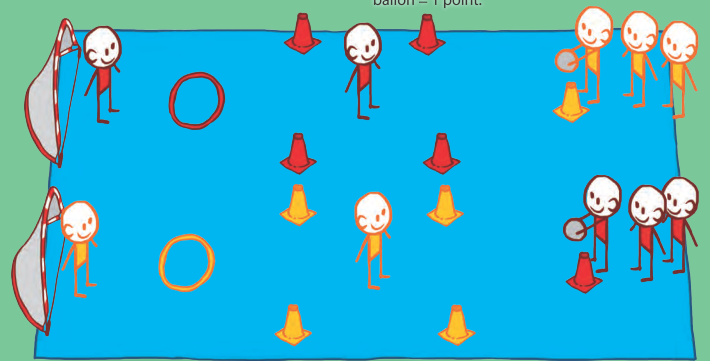 ballon = 1 point.